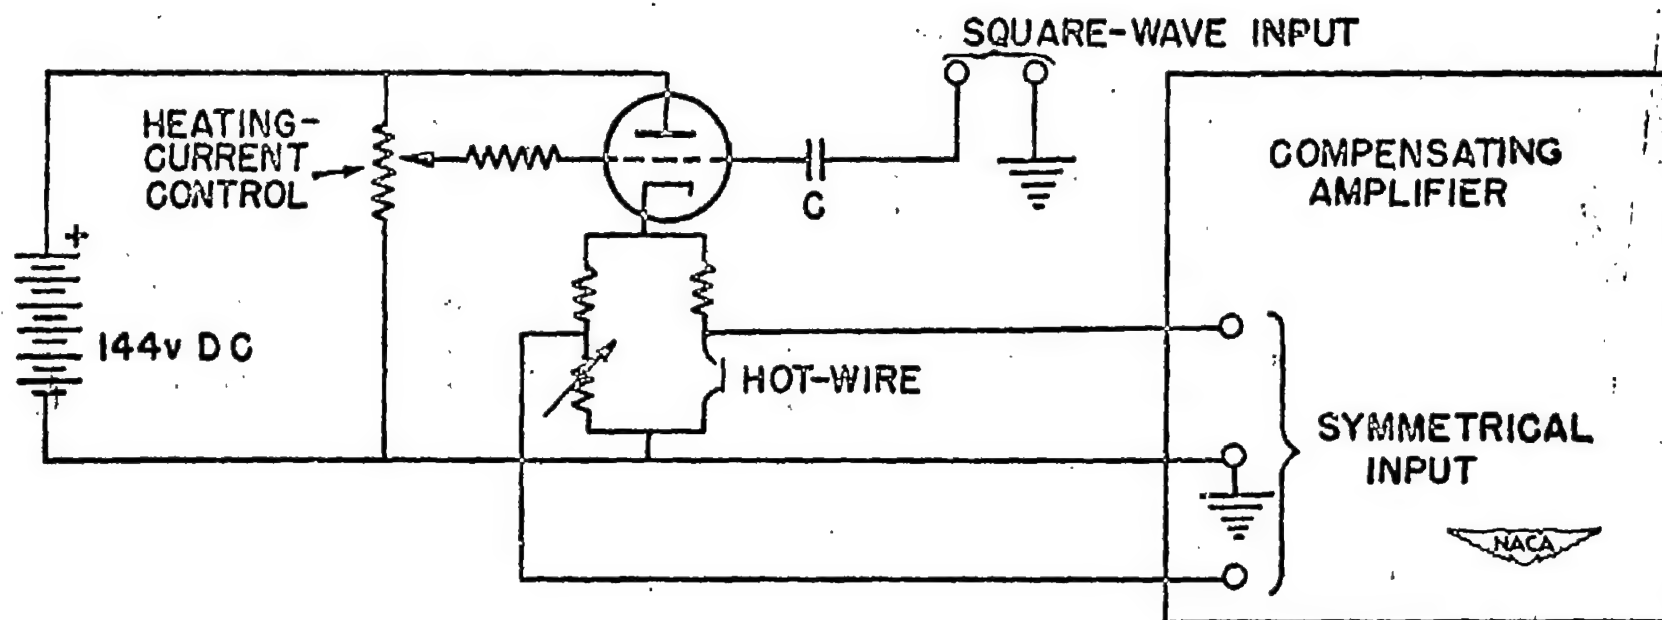 SQUARE-WAVE INPUT
HEATING-
CURRENT
CONTROL
C
COMPENSATING
AMPLIFIER
+
144v DC
HOT-WIRE
SYMMETRICAL
INPUT
NACA